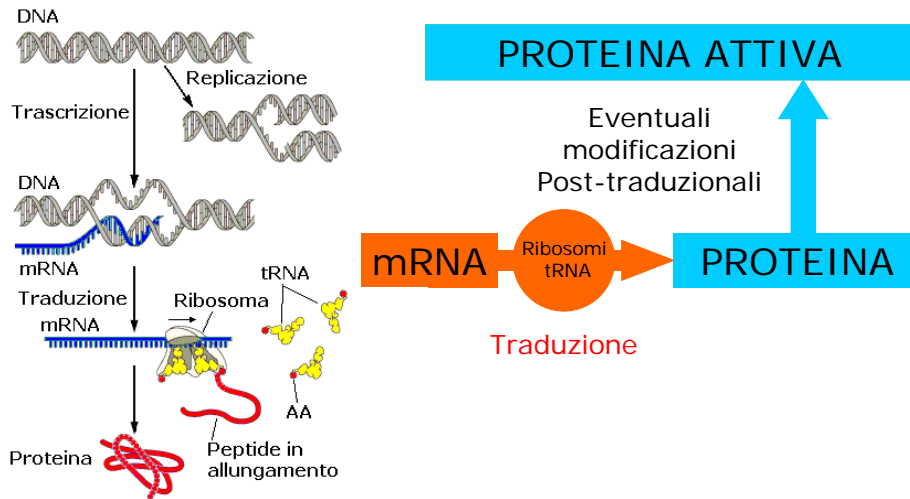 DNA
Replicazione
Trascrizione
DNA
mRNA
Traduzione
mRNA
Ribosoma
tRNA
AA
Peptide in
allungamento
Proteina
PROTEINA ATTIVA
Eventuali
modificazioni
Post-traduzionali
mRNA
Ribosomi
tRNA
PROTEINA
Traduzione